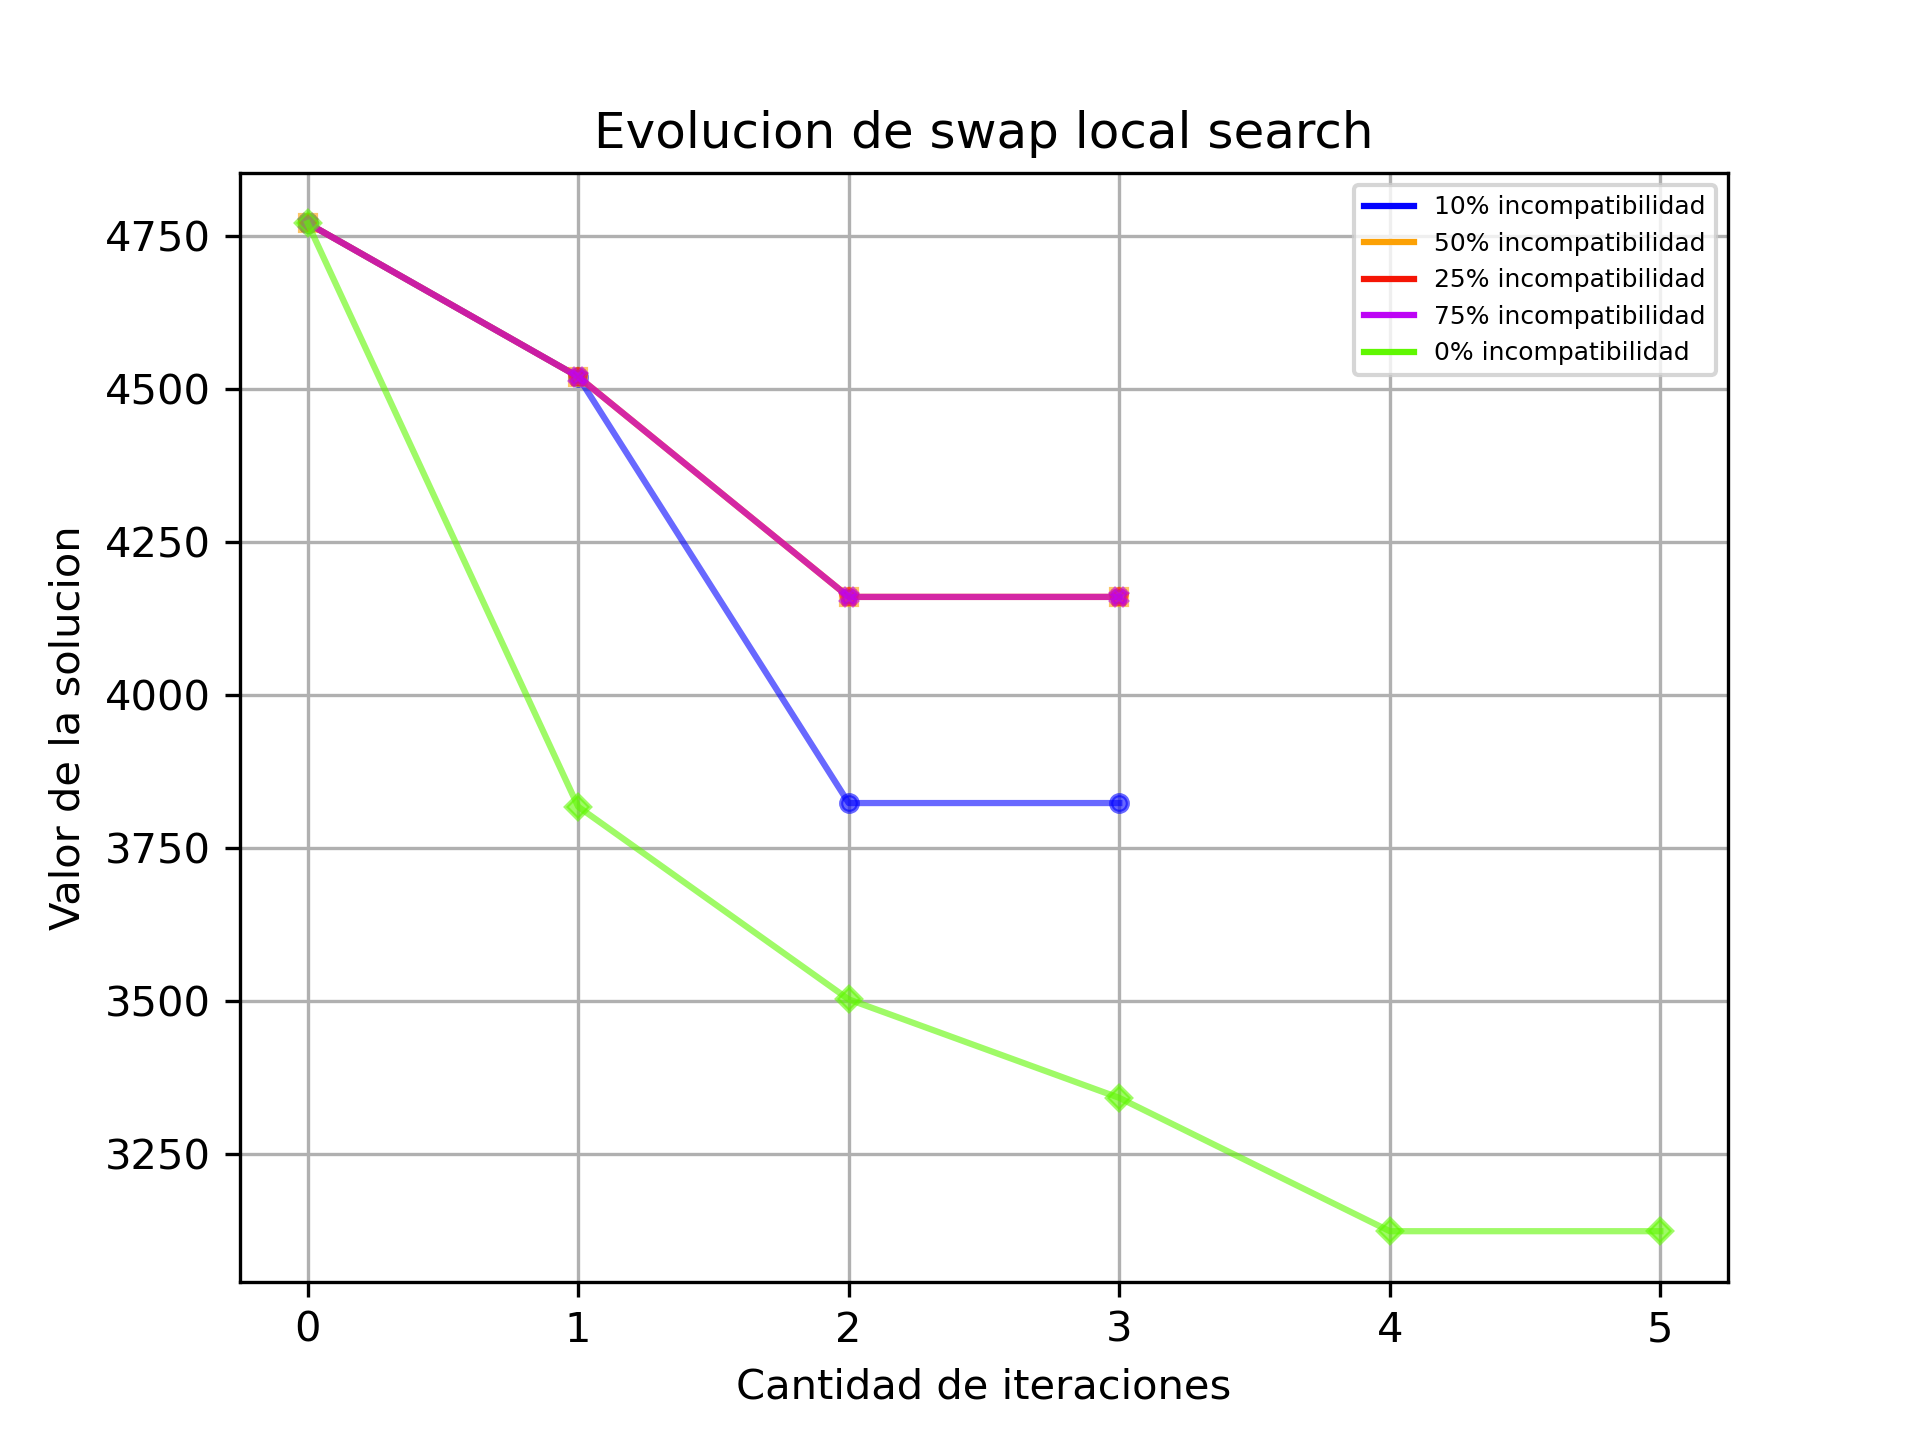 Evolucion de swap local search
10% incompatibilidad
50% incompatibilidad
25% incompatibilidad
75% incompatibilidad
0% incompatibilidad
Valor de la solucion
4750
4500
4250
4000
3750
3500
3250
0 1 2 3 4 5
Cantidad de iteraciones